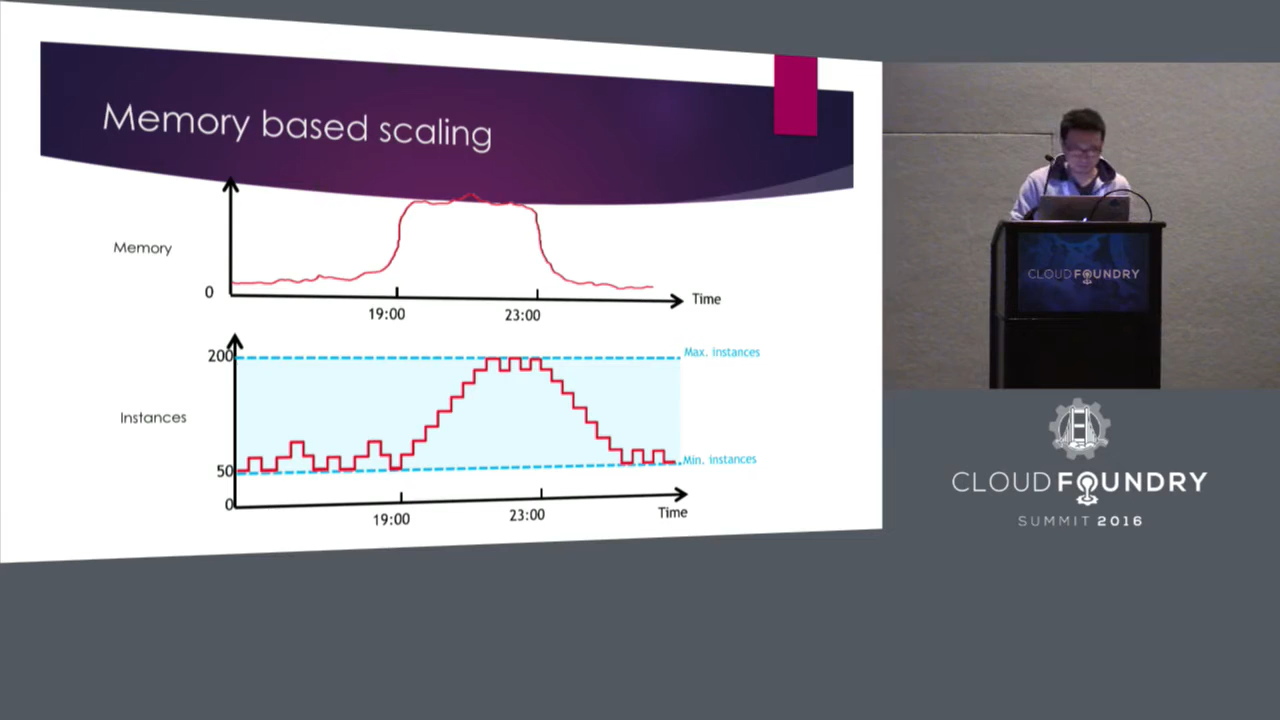 Memory based scaling
Memory
0
Time
19:00
23:00
200
Max. instances
Instances
50
Min. instances
0
19:00
23:00
Time
CLOUD FOUNDRY
CLOUD FOUNDRY
SUMMIT 2016